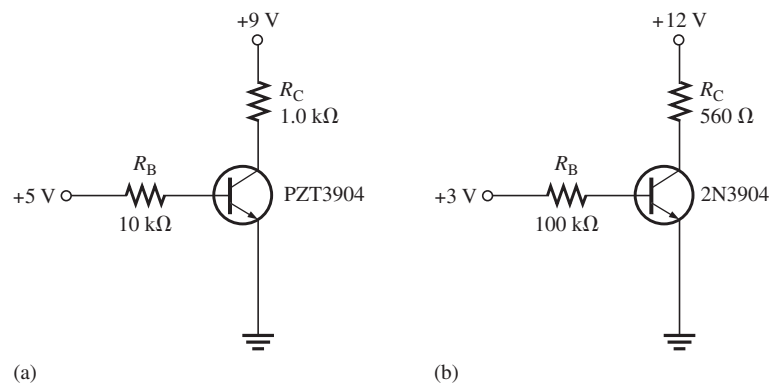 +9 V
R_C
1.0 kΩ
R_B
+5 V
10 kΩ
PZT3904
(a)
+12 V
R_C
560 Ω
R_B
+3 V
100 kΩ
2N3904
(b)